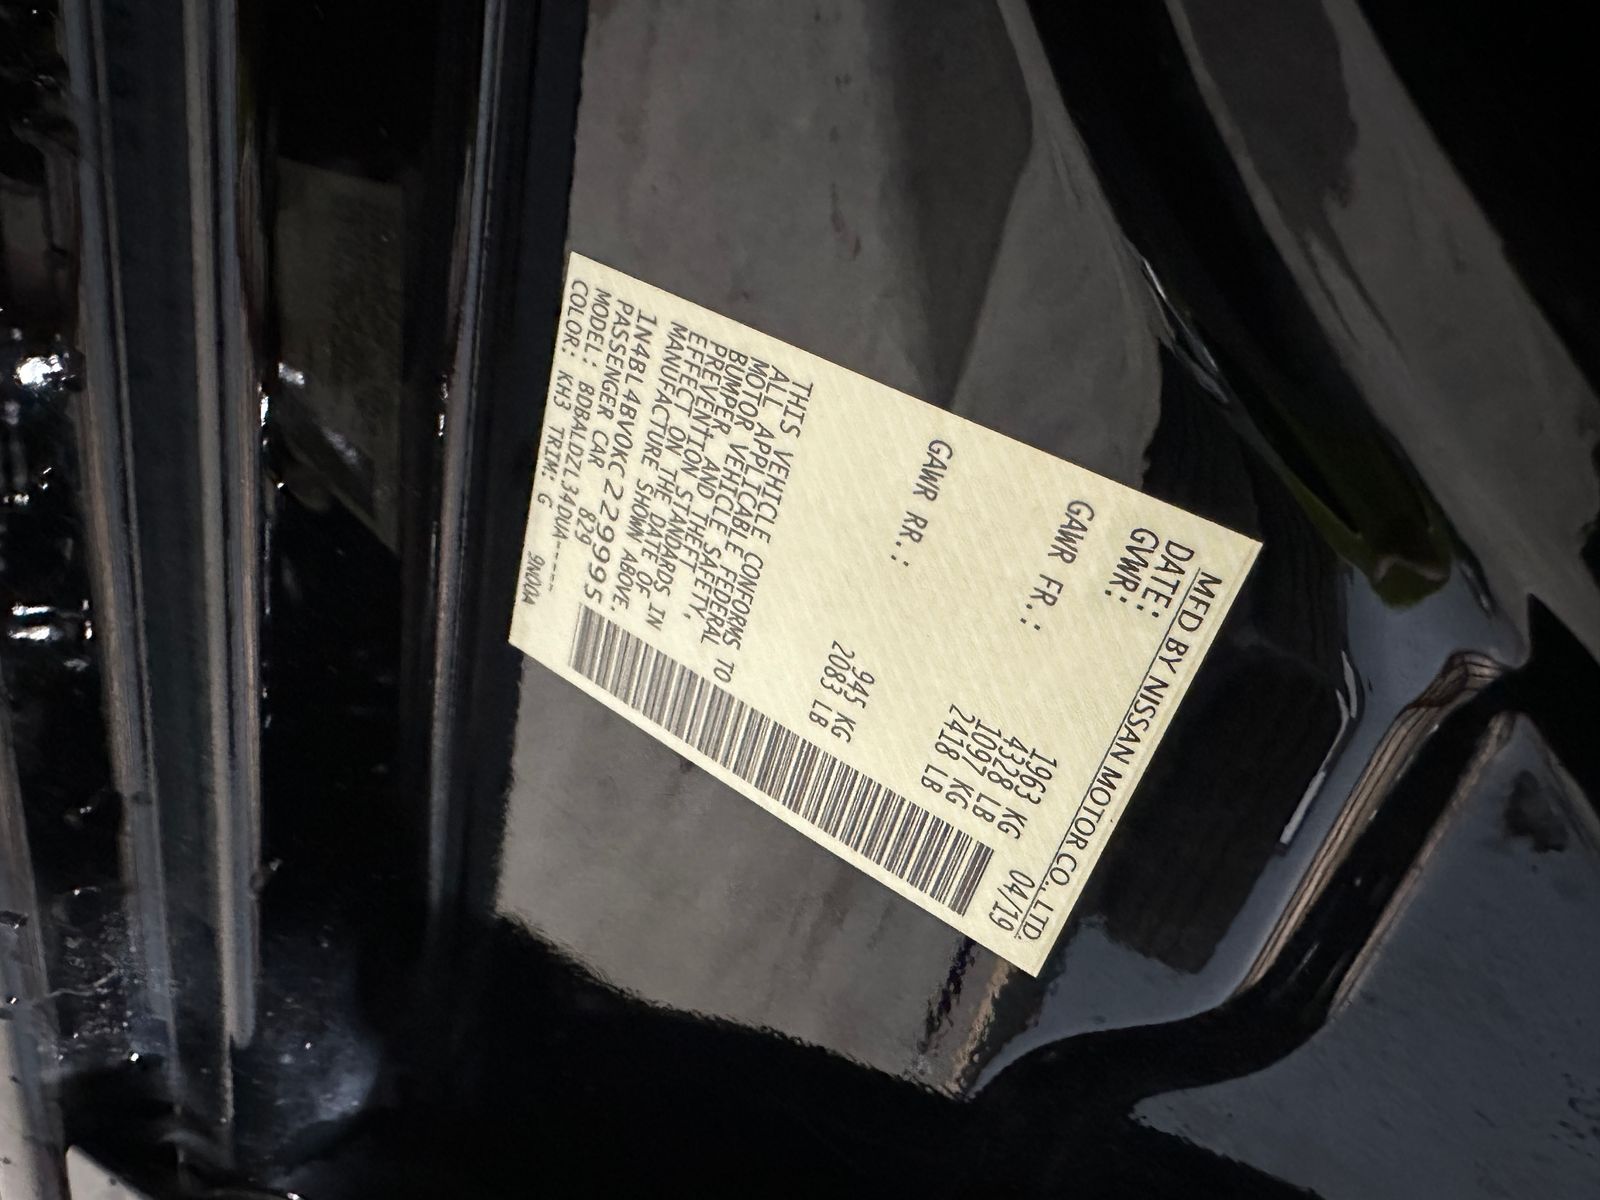 MFD BY NISSAN MOTOR CO., LTD.
DATE: 04/19
GVWR: 1963 KG
4328 LB
GAWR FR.: 1097 KG
2418 LB
GAWR RR.: 945 KG
2083 LB
THIS VEHICLE CONFORMS TO
ALL APPLICABLE FEDERAL
MOTOR VEHICLE SAFETY,
BUMPER, AND THEFT
PREVENTION STANDARDS IN
EFFECT ON THE DATE OF
MANUFACTURE SHOWN ABOVE.
1N4BL4BV0KC229995
PASSENGER CAR 829
MODEL: BDBALDZL34DUA-----
COLOR: KH3 TRIM: G